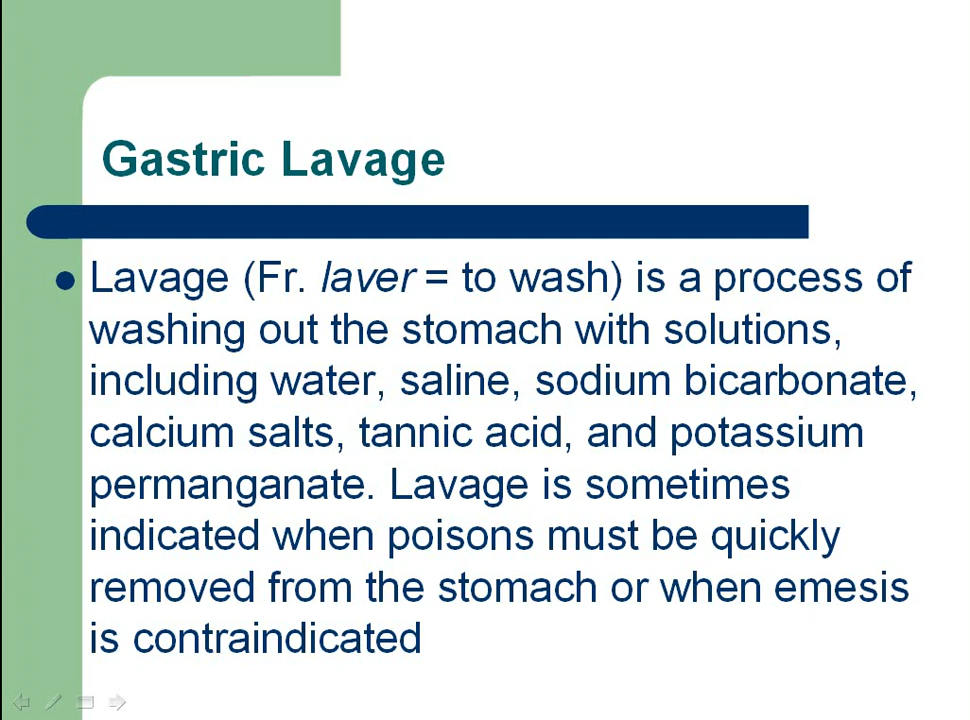 Gastric Lavage
Lavage (Fr. laver = to wash) is a process of
washing out the stomach with solutions,
including water, saline, sodium bicarbonate,
calcium salts, tannic acid, and potassium
permanganate. Lavage is sometimes
indicated when poisons must be quickly
removed from the stomach or when emesis
is contraindicated